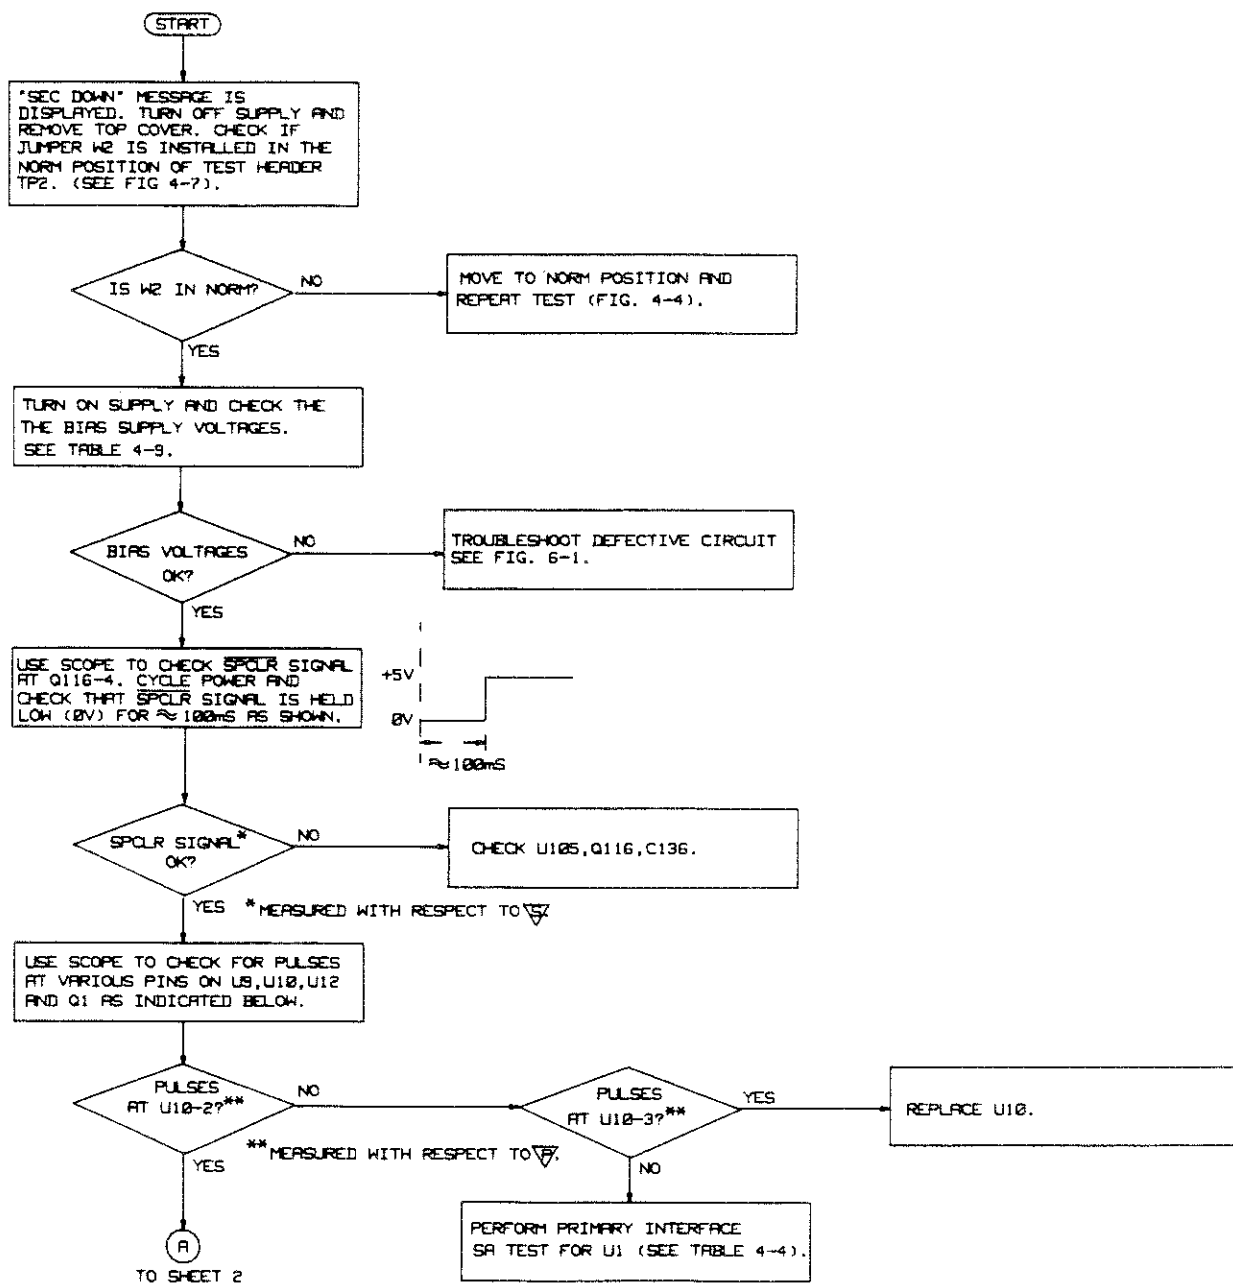 START
"SEC DOWN" MESSAGE IS
DISPLAYED. TURN OFF SUPPLY AND
REMOVE TOP COVER. CHECK IF
JUMPER W2 IS INSTALLED IN THE
NORM POSITION OF TEST HEADER
TP2. (SEE FIG 4-7).
IS W2 IN NORM?
NO
MOVE TO NORM POSITION AND
REPEAT TEST (FIG. 4-4).
YES
TURN ON SUPPLY AND CHECK THE
THE BIAS SUPPLY VOLTAGES.
SEE TABLE 4-9.
BIAS VOLTAGES
OK?
NO
TROUBLESHOOT DEFECTIVE CIRCUIT
SEE FIG. 6-1.
YES
USE SCOPE TO CHECK SPCLR SIGNAL
AT Q116-4. CYCLE POWER AND
CHECK THAT SPCLR SIGNAL IS HELD
LOW (0V) FOR ≈ 100mS AS SHOWN.
+5V
0V
≈100mS
SPCLR SIGNAL*
OK?
NO
CHECK U105,Q116,C136.
YES
*MEASURED WITH RESPECT TO S.
USE SCOPE TO CHECK FOR PULSES
AT VARIOUS PINS ON U9,U10,U12
AND Q1 AS INDICATED BELOW.
PULSES
AT U10-2?**
NO
PULSES
AT U10-3?**
YES
REPLACE U10.
YES
**MEASURED WITH RESPECT TO P.
NO
PERFORM PRIMARY INTERFACE
SA TEST FOR U1 (SEE TABLE 4-4).
A
TO SHEET 2